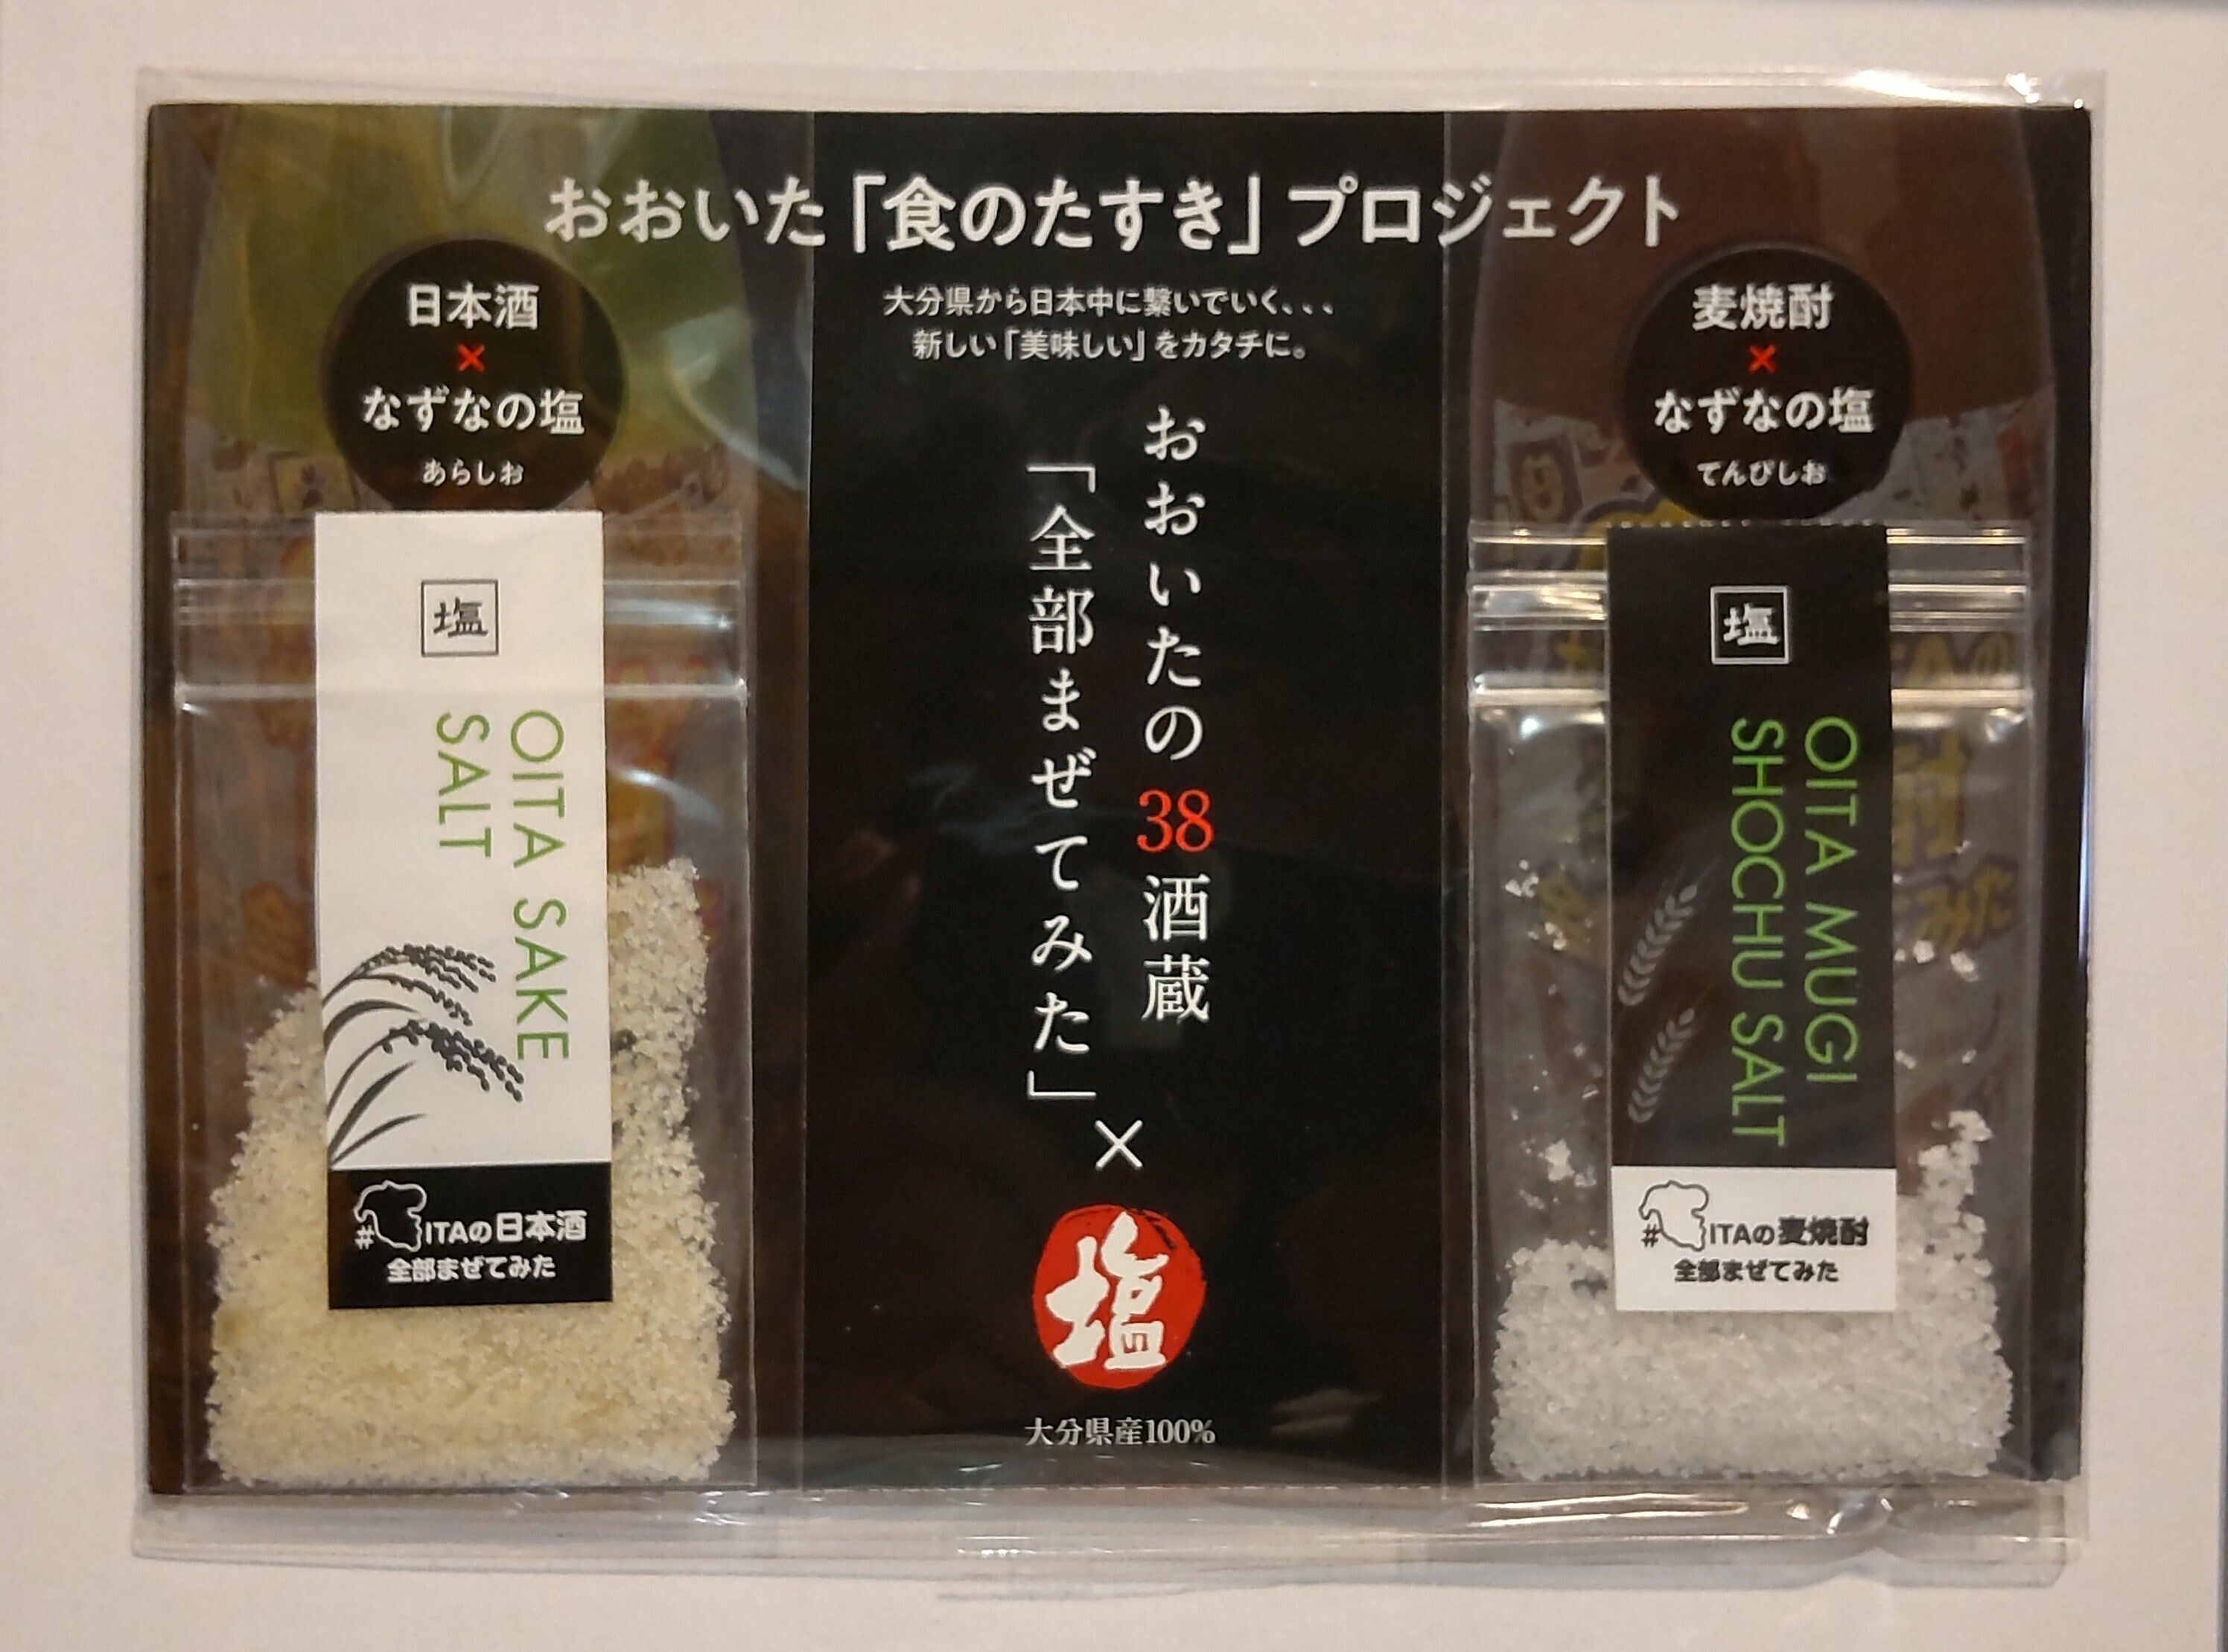 おおいた「食のたすき」プロジェクト
大分県から日本中に繋いでいく、、、
新しい「美味しい」をカタチに。
日本酒
×
なずなの塩
あらしお
塩
OITA SAKE
SALT
#ITAの日本酒
全部まぜてみた
おおいたの38酒蔵
「全部まぜてみた」
×
塩
大分県産100%
麦焼酎
×
なずなの塩
てんぴしお
塩
OITA MUGI
SHOCHU SALT
#ITAの麦焼酎
全部まぜてみた